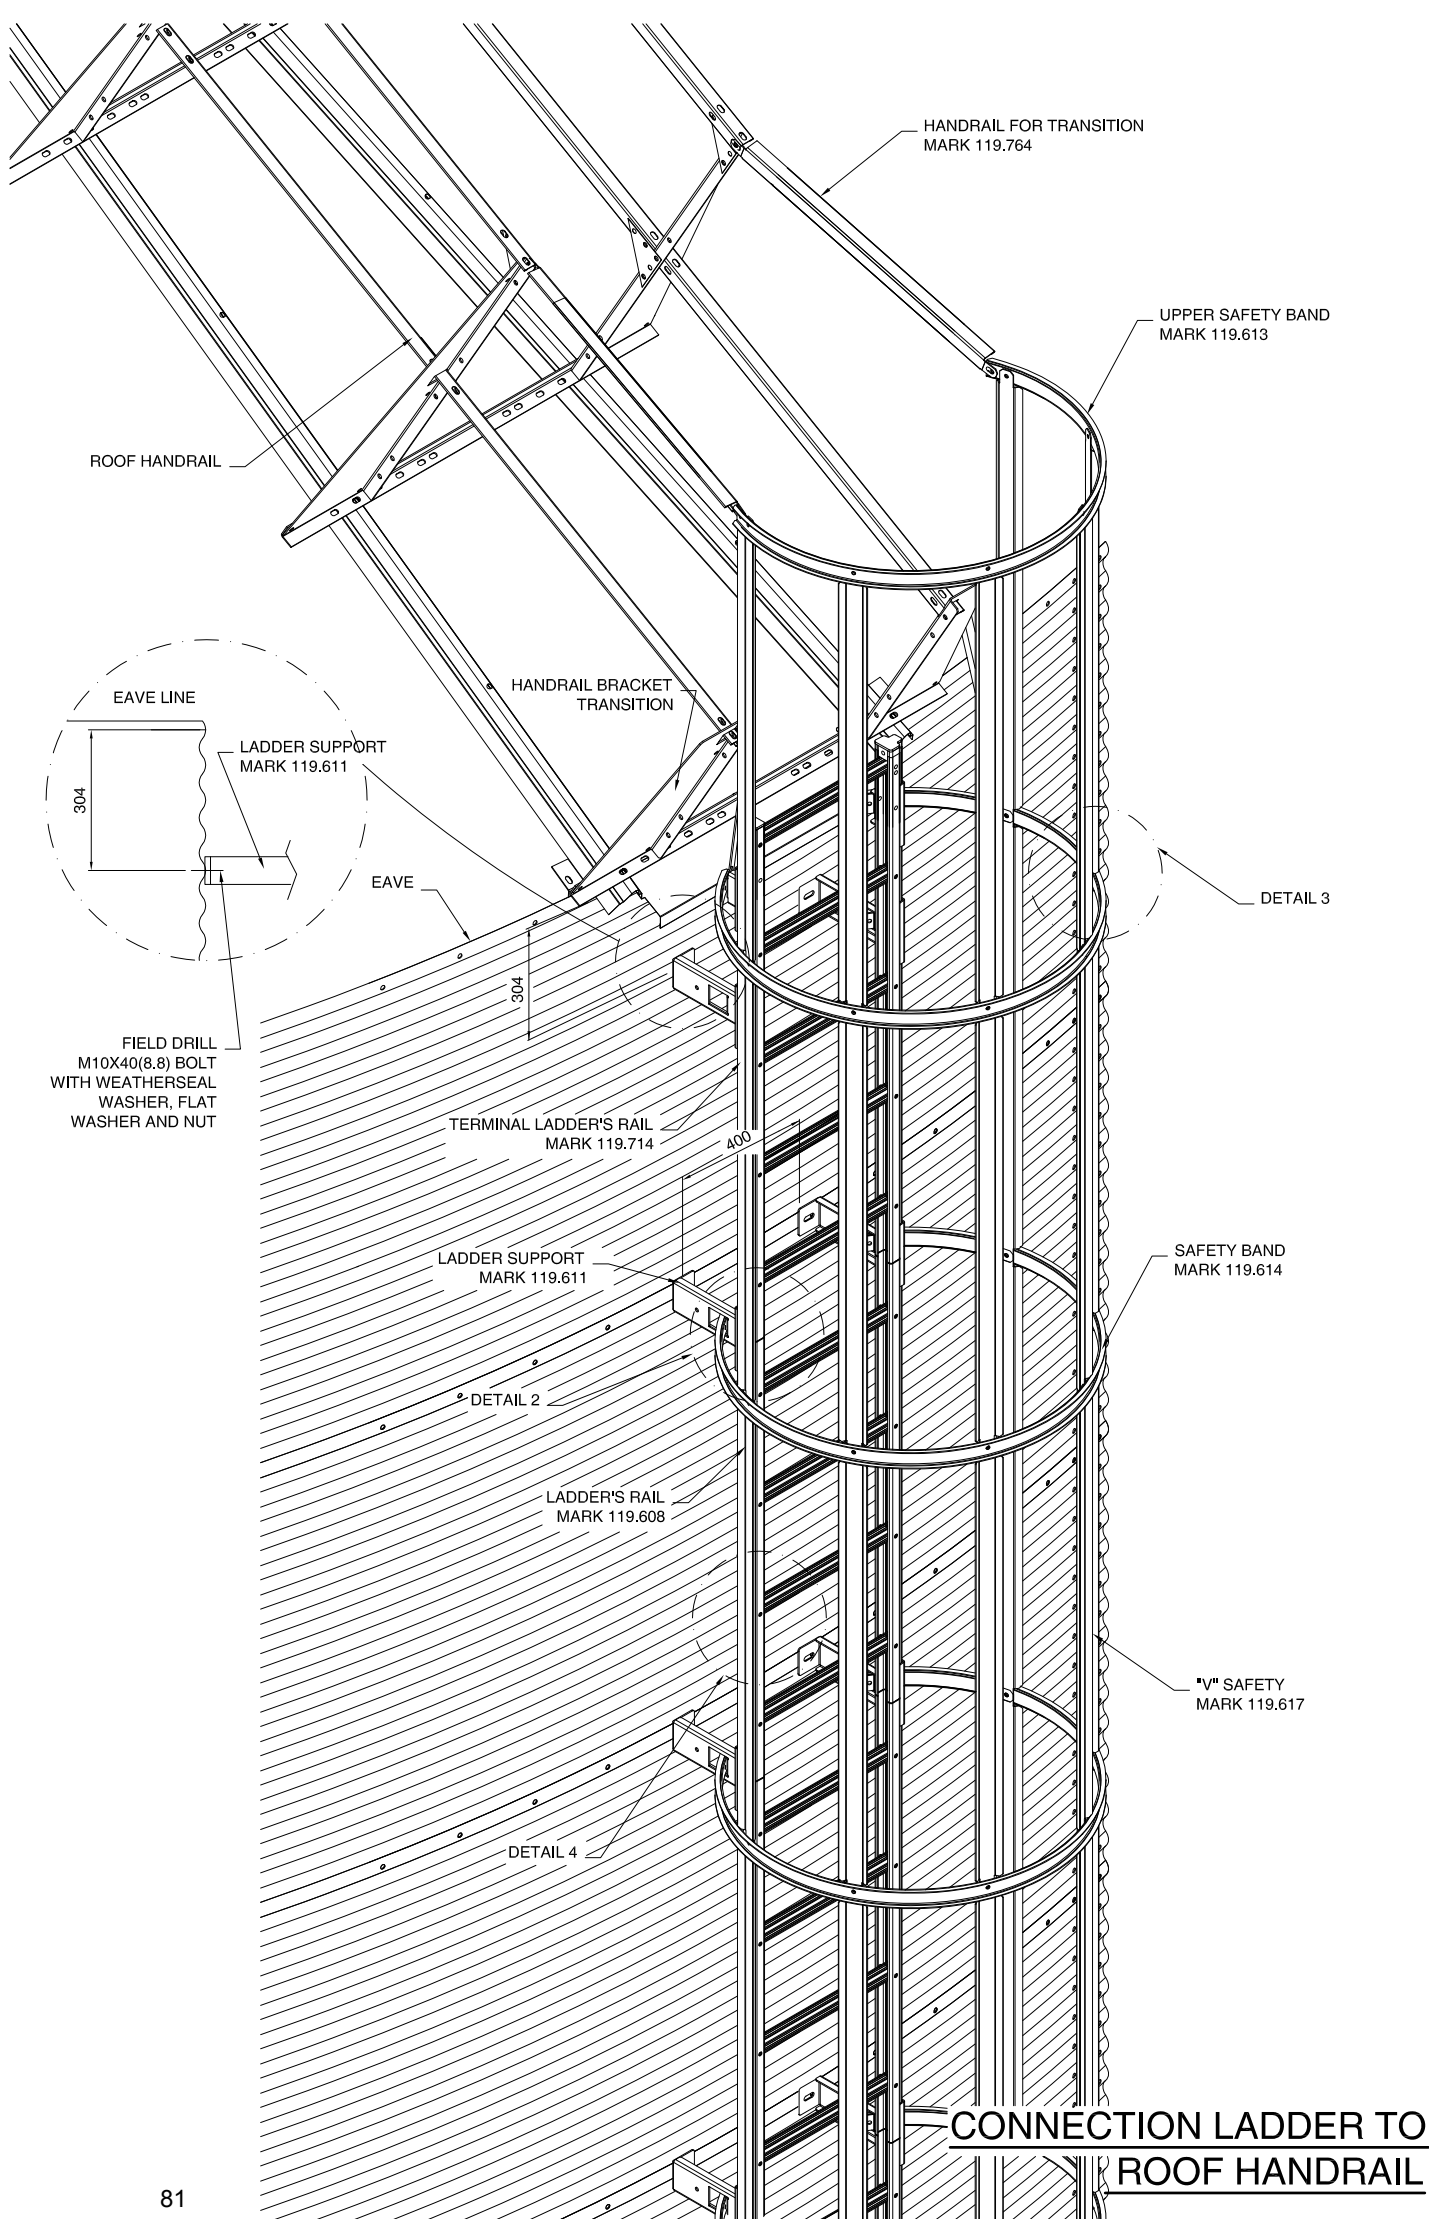 HANDRAIL FOR TRANSITION
MARK 119.764
UPPER SAFETY BAND
MARK 119.613
ROOF HANDRAIL
EAVE LINE
HANDRAIL BRACKET
TRANSITION
LADDER SUPPORT
MARK 119.611
304
EAVE
DETAIL 3
304
FIELD DRILL
M10X40(8.8) BOLT
WITH WEATHERSEAL
WASHER, FLAT
WASHER AND NUT
TERMINAL LADDER'S RAIL
MARK 119.714
400
LADDER SUPPORT
MARK 119.611
SAFETY BAND
MARK 119.614
DETAIL 2
LADDER'S RAIL
MARK 119.608
"V" SAFETY
MARK 119.617
DETAIL 4
CONNECTION LADDER TO
ROOF HANDRAIL
81